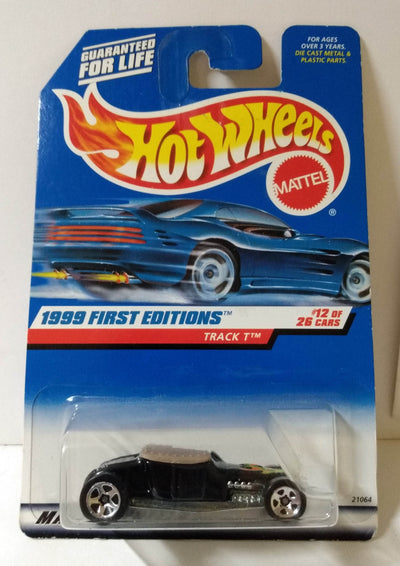 GUARANTEED
FOR LIFE
FOR AGES
OVER 3 YEARS.
DIE CAST METAL &
PLASTIC PARTS.
HOT WHEELS
MATTEL
®
1999 FIRST EDITIONS™
#12 OF
26 CARS
TRACK T™
21064